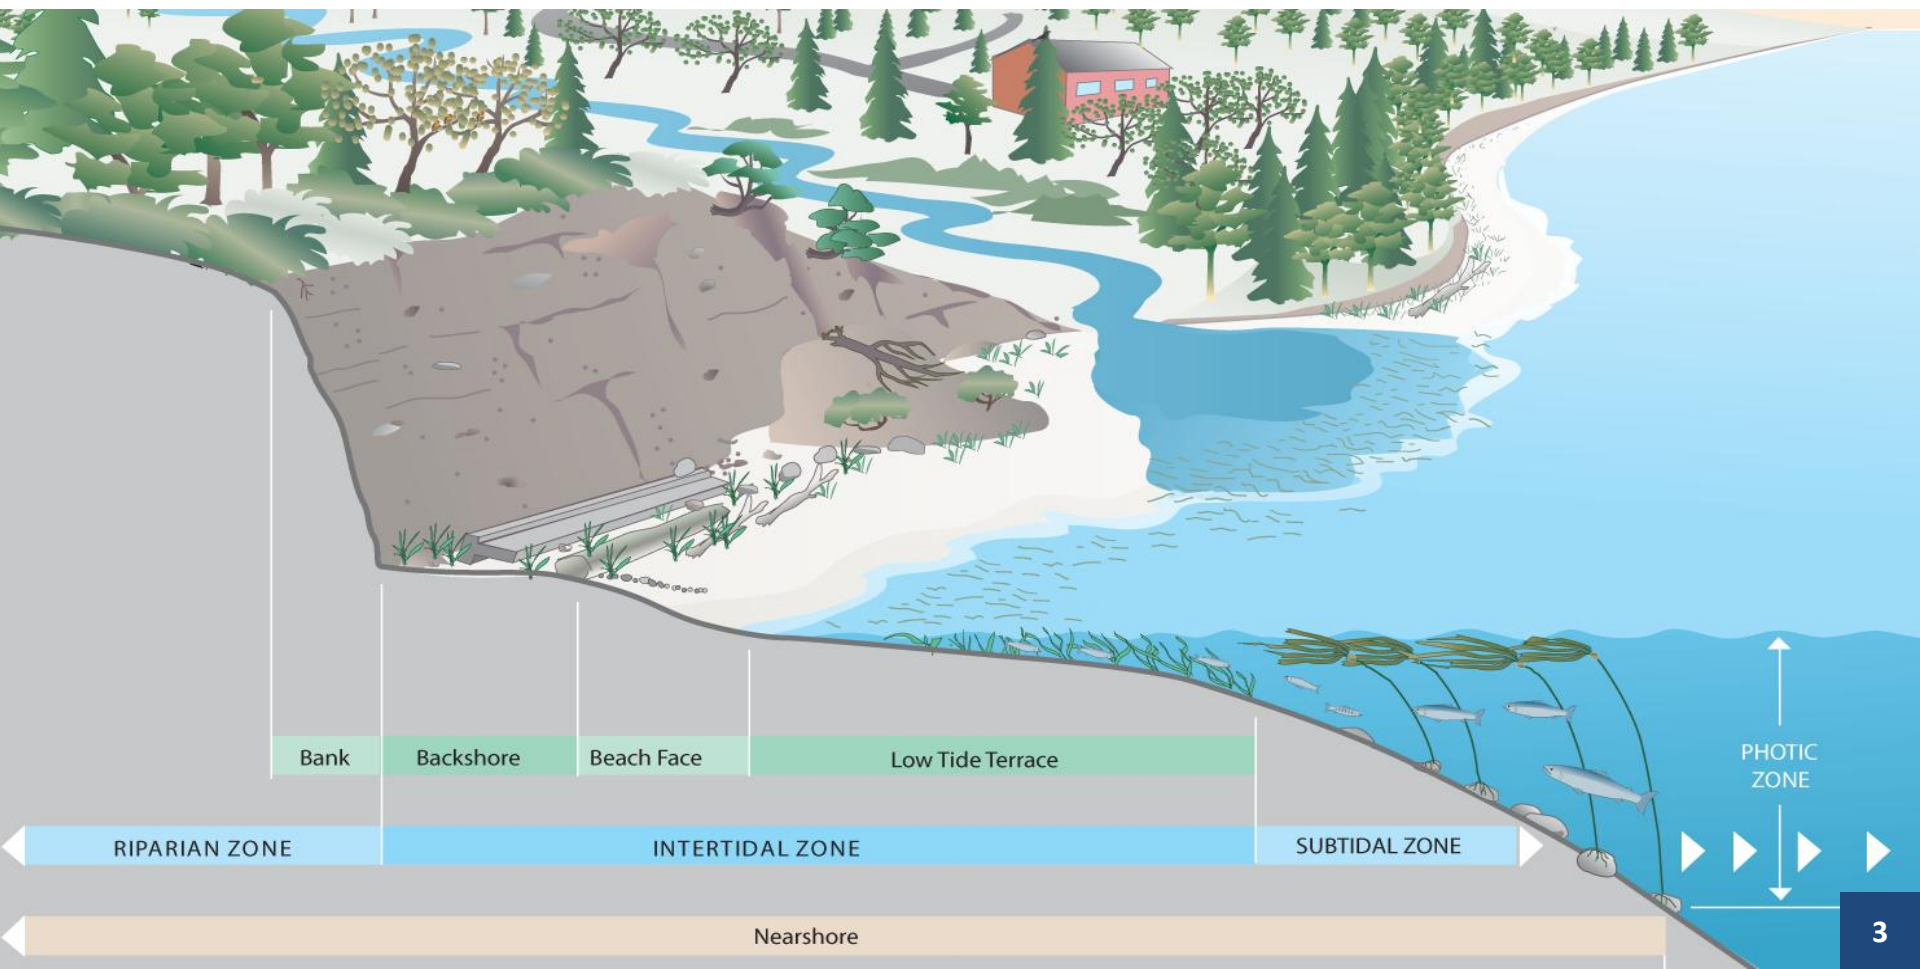 Bank
Backshore
Beach Face
Low Tide Terrace
PHOTIC
ZONE
RIPARIAN ZONE
INTERTIDAL ZONE
SUBTIDAL ZONE
Nearshore
3